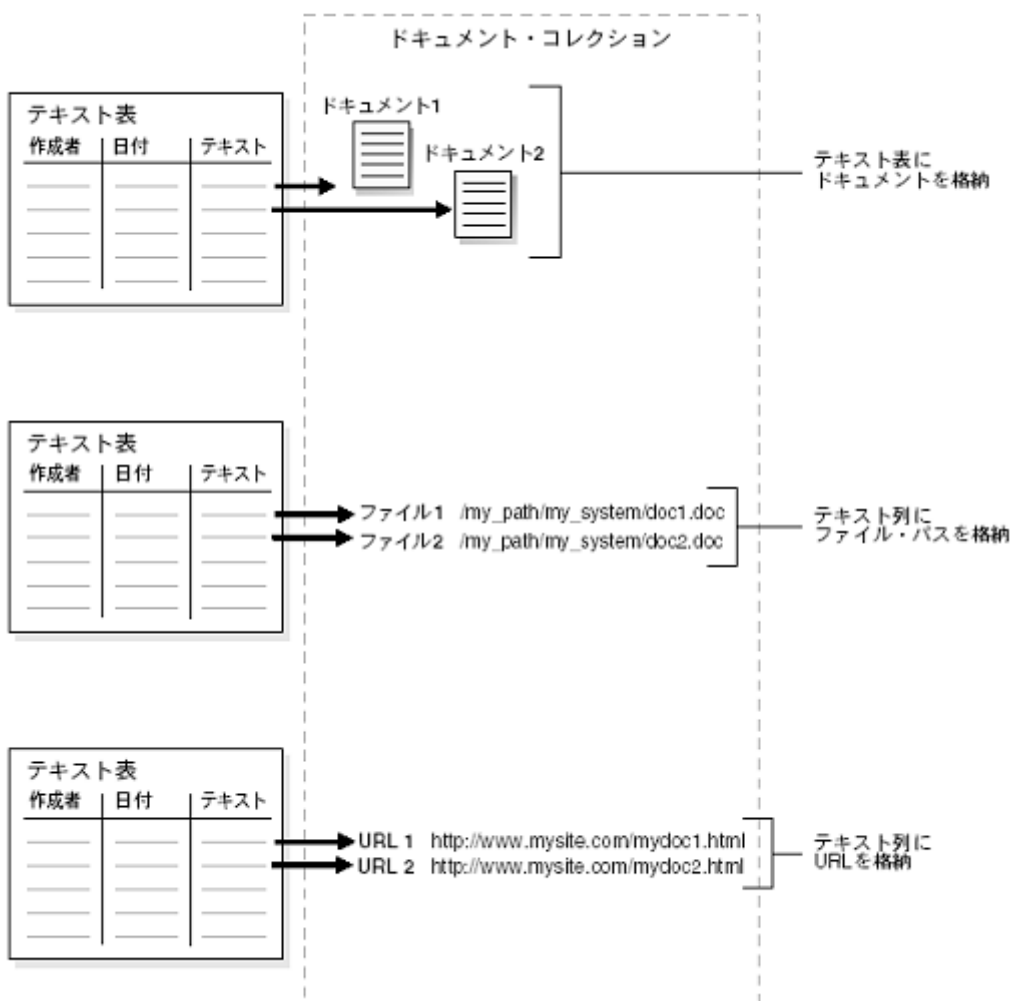 ドキュメント・コレクション
テキスト表
作成者 日付 テキスト
ドキュメント1
ドキュメント2
テキスト表に
ドキュメントを格納
テキスト表
作成者 日付 テキスト
ファイル1 /my_path/my_system/doc1.doc
ファイル2 /my_path/my_system/doc2.doc
テキスト列に
ファイル・パスを格納
テキスト表
作成者 日付 テキスト
URL 1 http://www.mysite.com/mydoc1.html
URL 2 http://www.mysite.com/mydoc2.html
テキスト列に
URLを格納